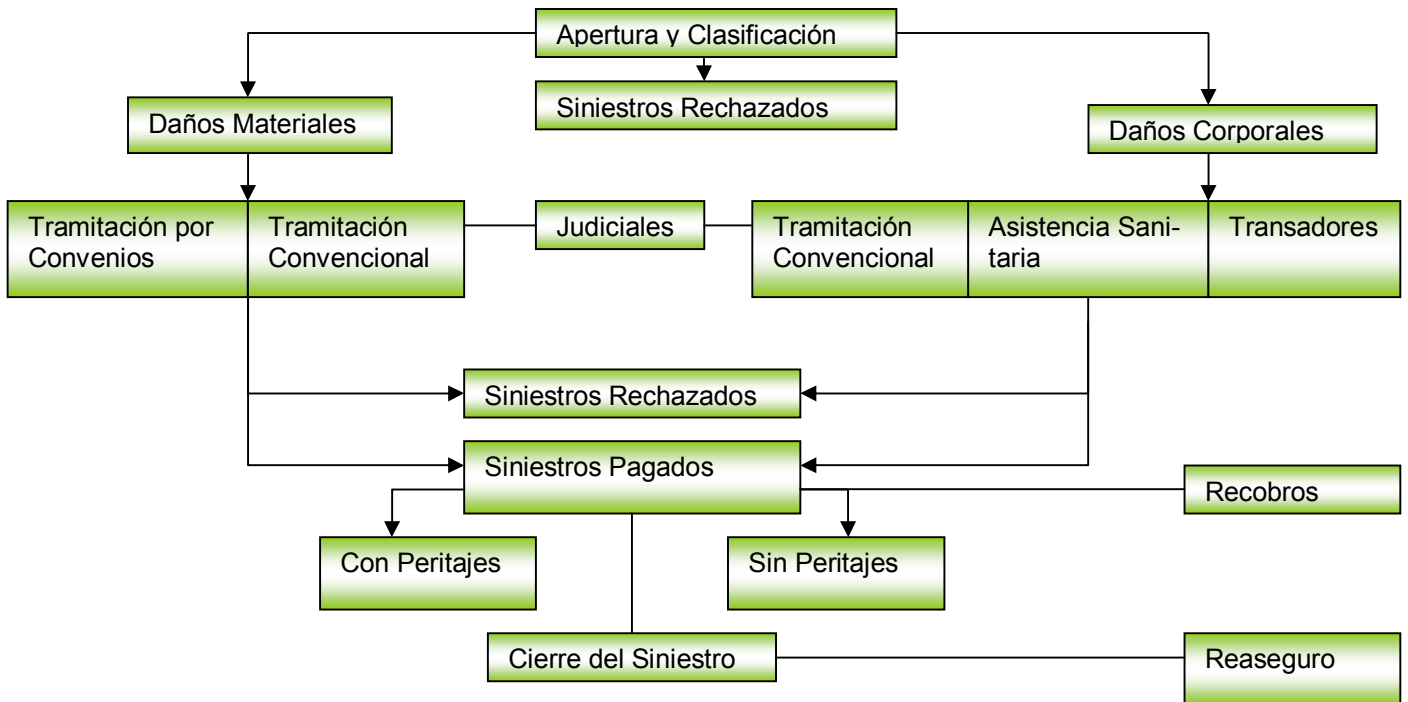 Apertura y Clasificación
Siniestros Rechazados
Daños Materiales
Daños Corporales
Tramitación por
Convenios
Tramitación
Convencional
Judiciales
Tramitación
Convencional
Asistencia Sani-
taria
Transadores
Siniestros Rechazados
Siniestros Pagados
Recobros
Con Peritajes
Sin Peritajes
Cierre del Siniestro
Reaseguro